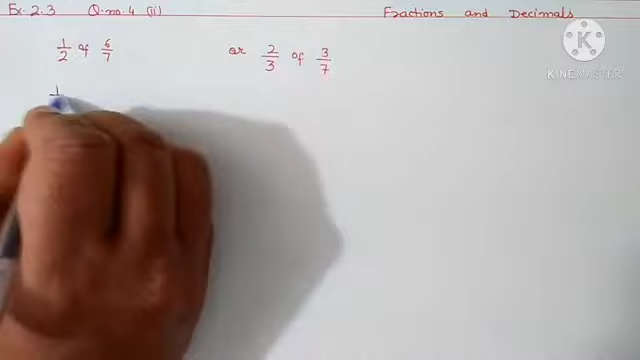 Ex. 2.3 Q. no. 4 (ii) Fractions and Decimals
1/2 of 6/7 or 2/3 of 3/7
1
KINEMASTER